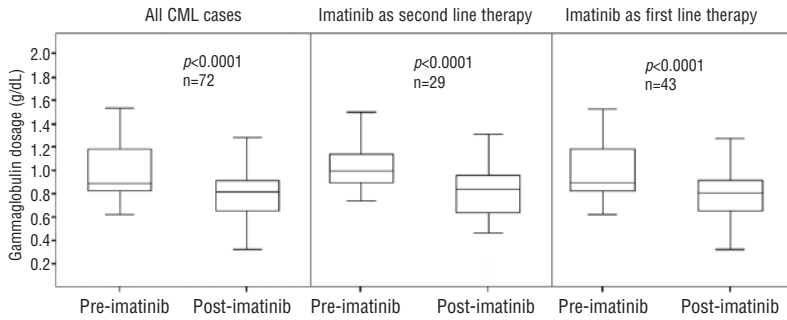 All CML cases
Imatinib as second line therapy
Imatinib as first line therapy
Gammaglobulin dosage (g/dL)
2.0
1.8
1.6
1.4
1.2
1.0
0.8
0.6
0.4
0.2
p<0.0001
n=72
p<0.0001
n=29
p<0.0001
n=43
Pre-imatinib Post-imatinib Pre-imatinib Post-imatinib Pre-imatinib Post-imatinib